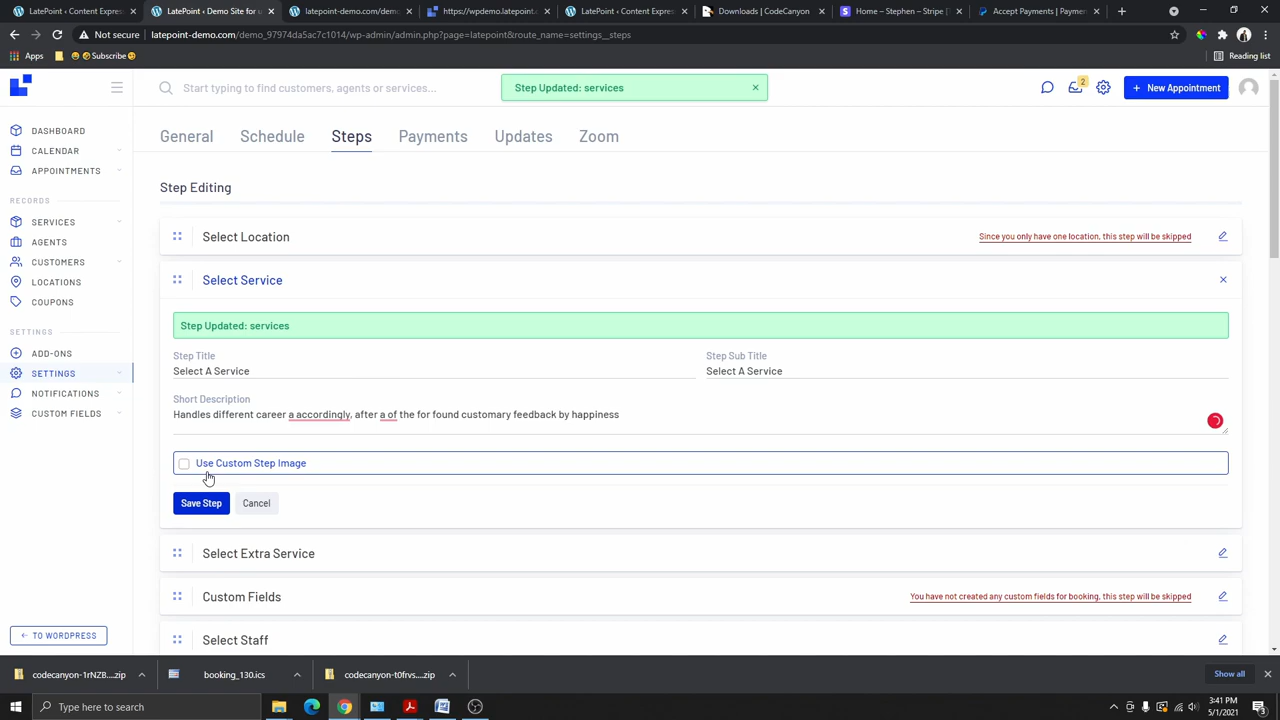 LatePoint ‹ Content Express
LatePoint ‹ Demo Site for u
latepoint-demo.com/demo_
https://wpdemo.latepoint.c
LatePoint ‹ Content Express
Downloads | CodeCanyon
Home – Stephen – Stripe [
Accept Payments | Paymen
Not secure
latepoint-demo.com/demo_97974da5ac7c1014/wp-admin/admin.php?page=latepoint&route_name=settings__steps
Apps
Subscribe
Reading list
Start typing to find customers, agents or services...
Step Updated: services
2
New Appointment
DASHBOARD
CALENDAR
APPOINTMENTS
RECORDS
SERVICES
AGENTS
CUSTOMERS
LOCATIONS
COUPONS
SETTINGS
ADD-ONS
SETTINGS
NOTIFICATIONS
CUSTOM FIELDS
← TO WORDPRESS
General
Schedule
Steps
Payments
Updates
Zoom
Step Editing
Select Location
Since you only have one location, this step will be skipped
Select Service
Step Updated: services
Step Title
Select A Service
Step Sub Title
Select A Service
Short Description
Handles different career a accordingly, after a of the for found customary feedback by happiness
Use Custom Step Image
Save Step
Cancel
Select Extra Service
Custom Fields
You have not created any custom fields for booking, this step will be skipped
Select Staff
codecanyon-1rNZB....zip
booking_130.ics
codecanyon-t0frvs....zip
Show all
Type here to search
3:41 PM
5/1/2021
3